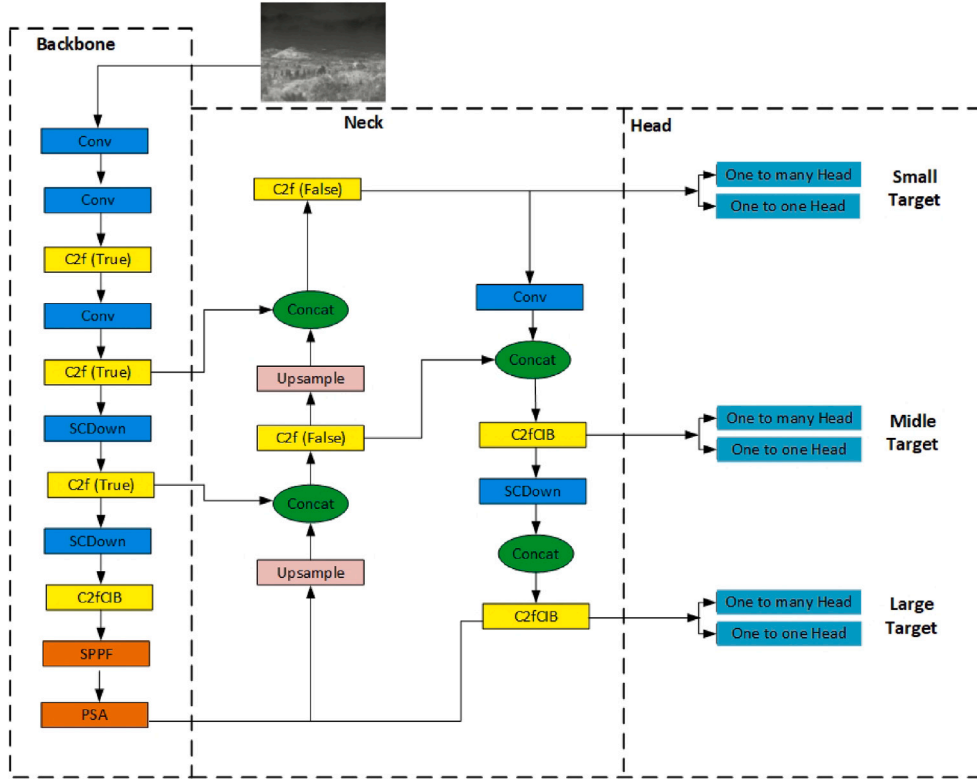 Backbone
Conv
Conv
C2f (True)
Conv
C2f (True)
SCDown
C2f (True)
SCDown
C2fCIB
SPPF
PSA
Neck
C2f (False)
Concat
Upsample
C2f (False)
Concat
Upsample
Conv
Concat
C2fCIB
SCDown
Concat
C2fCIB
Head
One to many Head
One to one Head
Small
Target
One to many Head
One to one Head
Midle
Target
One to many Head
One to one Head
Large
Target